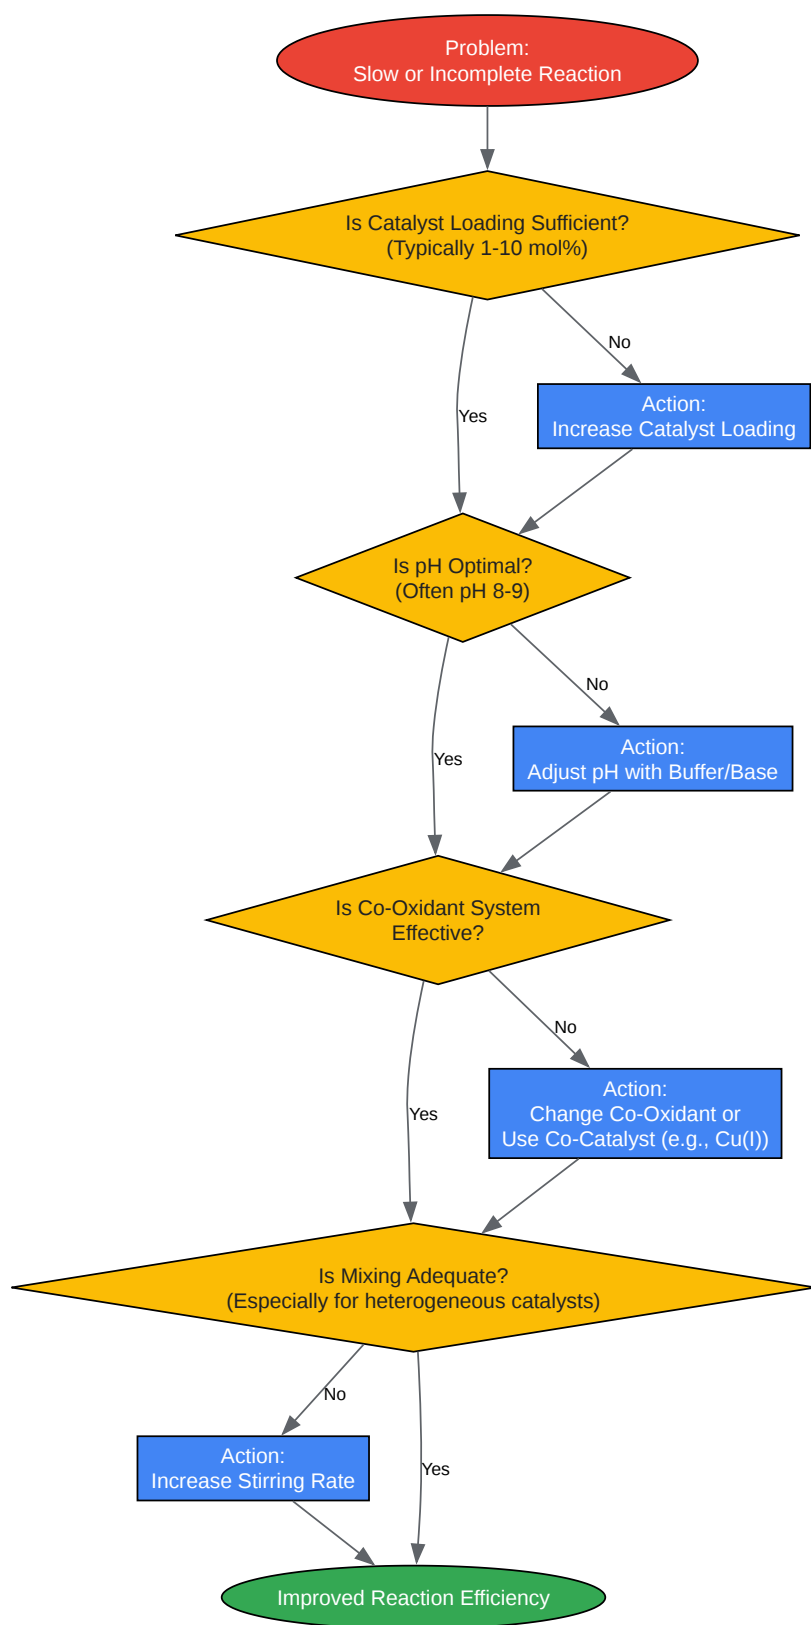 Problem:
Slow or Incomplete Reaction
Is Catalyst Loading Sufficient?
(Typically 1-10 mol%)
No
Yes
Action:
Increase Catalyst Loading
Is pH Optimal?
(Often pH 8-9)
No
Yes
Action:
Adjust pH with Buffer/Base
Is Co-Oxidant System
Effective?
No
Yes
Action:
Change Co-Oxidant or
Use Co-Catalyst (e.g., Cu(I))
Is Mixing Adequate?
(Especially for heterogeneous catalysts)
No
Yes
Action:
Increase Stirring Rate
Improved Reaction Efficiency